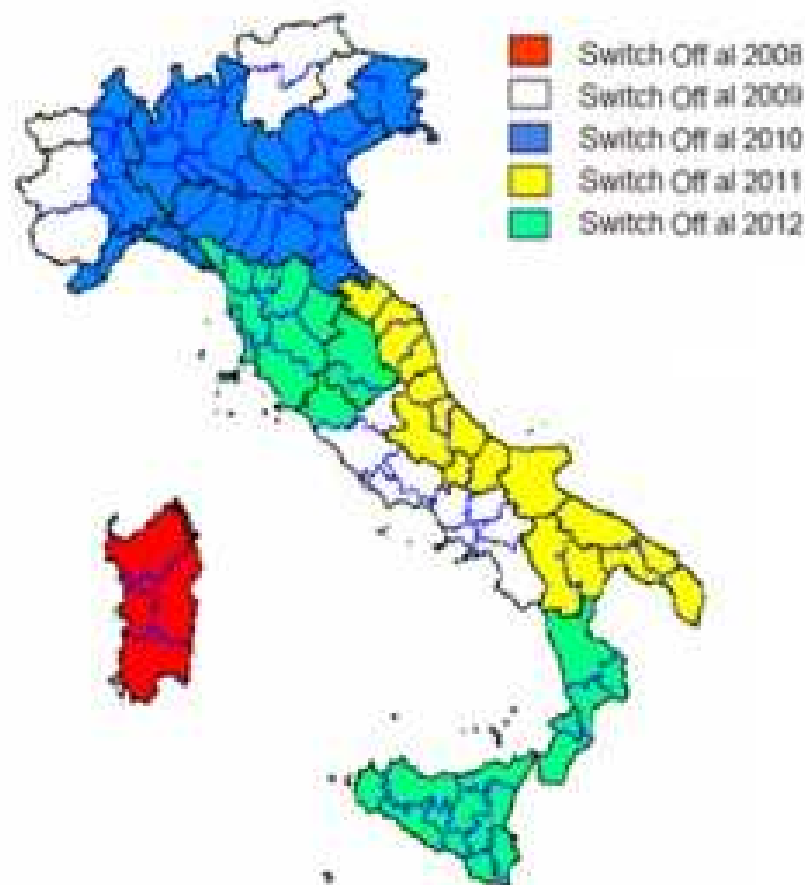 Switch Off al 2008
Switch Off al 2009
Switch Off al 2010
Switch Off al 2011
Switch Off al 2012